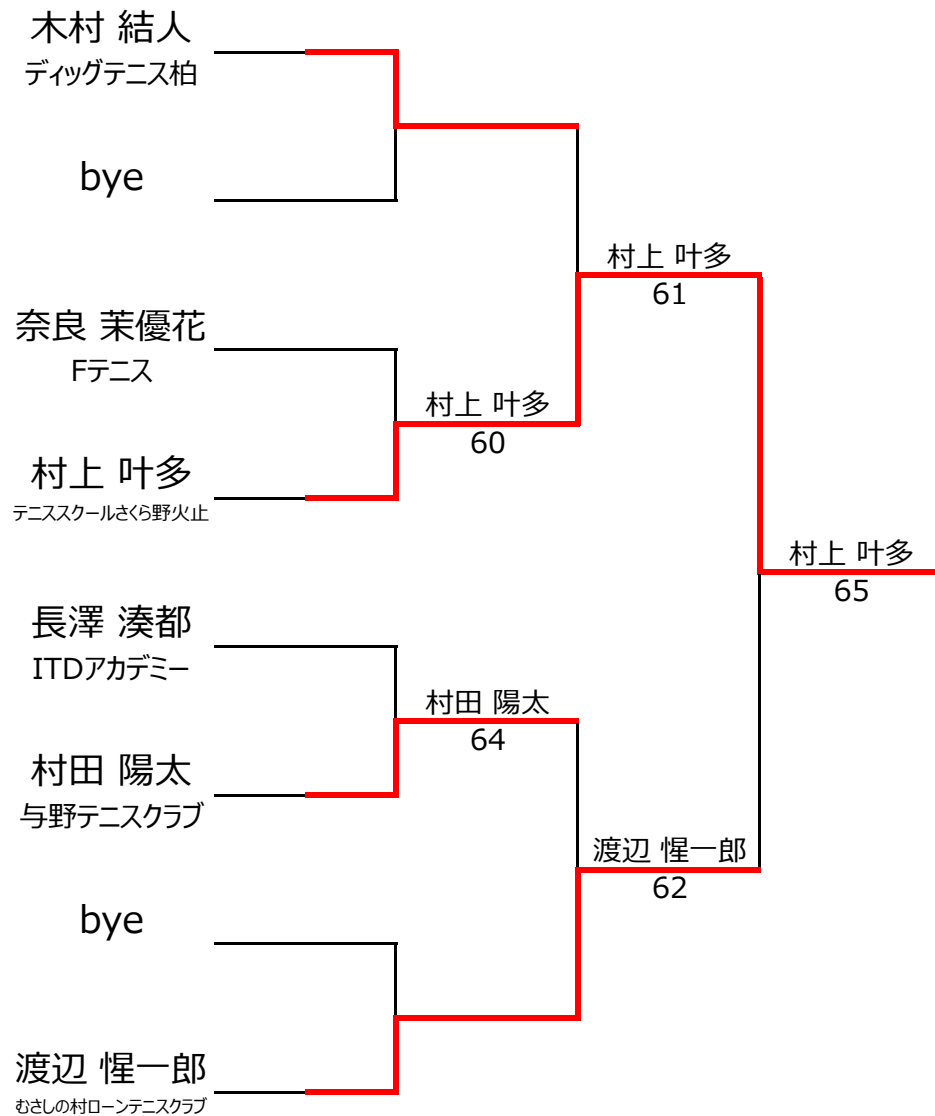 木村 結人
ディッグテニス柏
bye
奈良 茉優花
Fテニス
村上 叶多
テニススクールさくら野火止
長澤 湊都
ITDアカデミー
村田 陽太
与野テニスクラブ
bye
渡辺 惺一郎
むさしの村ローンテニスクラブ
村上 叶多
60
村田 陽太
64
村上 叶多
61
渡辺 惺一郎
62
村上 叶多
65